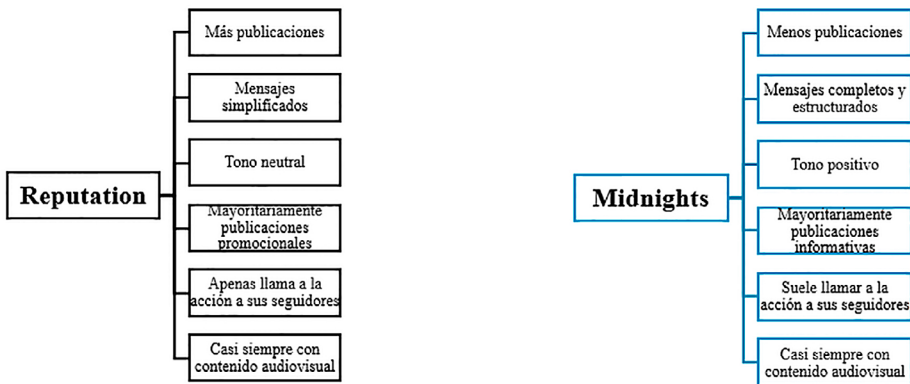 Reputation
Más publicaciones
Mensajes
simplificados
Tono neutral
Mayoritariamente
publicaciones
promocionales
Apenas llama a la
acción a sus seguidores
Casi siempre con
contenido audiovisual
Midnights
Menos publicaciones
Mensajes completos y
estructurados
Tono positivo
Mayoritariamente
publicaciones
informativas
Suele llamar a la
acción a sus seguidores
Casi siempre con
contenido audiovisual